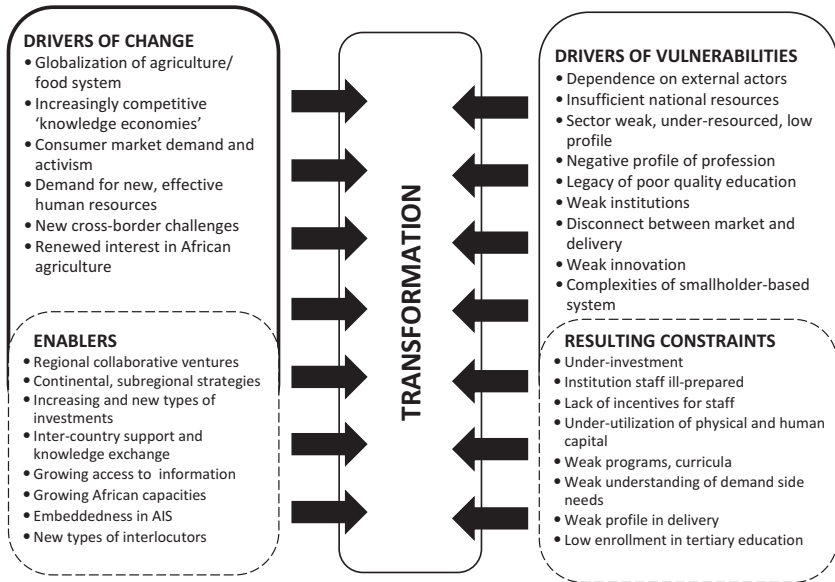 DRIVERS OF CHANGE
• Globalization of agriculture/
food system
• Increasingly competitive
'knowledge economies'
• Consumer market demand and
activism
• Demand for new, effective
human resources
• New cross-border challenges
• Renewed interest in African
agriculture
ENABLERS
• Regional collaborative ventures
• Continental, subregional strategies
• Increasing and new types of
investments
• Inter-country support and
knowledge exchange
• Growing access to information
• Growing African capacities
• Embeddedness in AIS
• New types of interlocutors
TRANSFORMATION
DRIVERS OF VULNERABILITIES
• Dependence on external actors
• Insufficient national resources
• Sector weak, under-resourced, low
profile
• Negative profile of profession
• Legacy of poor quality education
• Weak institutions
• Disconnect between market and
delivery
• Weak innovation
• Complexities of smallholder-based
system
RESULTING CONSTRAINTS
• Under-investment
• Institution staff ill-prepared
• Lack of incentives for staff
• Under-utilization of physical and human
capital
• Weak programs, curricula
• Weak understanding of demand side
needs
• Weak profile in delivery
• Low enrollment in tertiary education